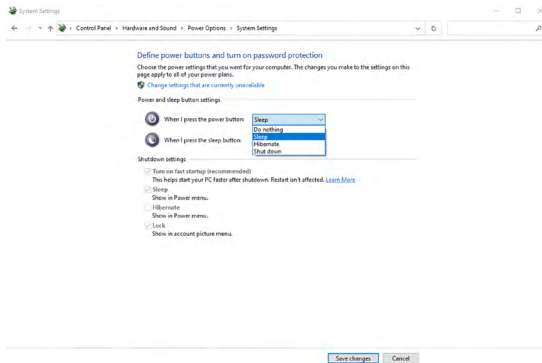 System Settings
Control Panel > Hardware and Sound > Power Options > System Settings
Define power buttons and turn on password protection
Choose the power settings that you want for your computer. The changes you make to the settings on this
page apply to all of your power plans.
Change settings that are currently unavailable
Power and sleep button settings
When I press the power button: Sleep
Do nothing
Sleep
Hibernate
Shut down
When I press the sleep button:
Shutdown settings
Turn on fast startup (recommended)
This helps start your PC faster after shutdown. Restart isn't affected. Learn More
Sleep
Show in Power menu.
Hibernate
Show in Power menu.
Lock
Show in account picture menu.
Save changes Cancel